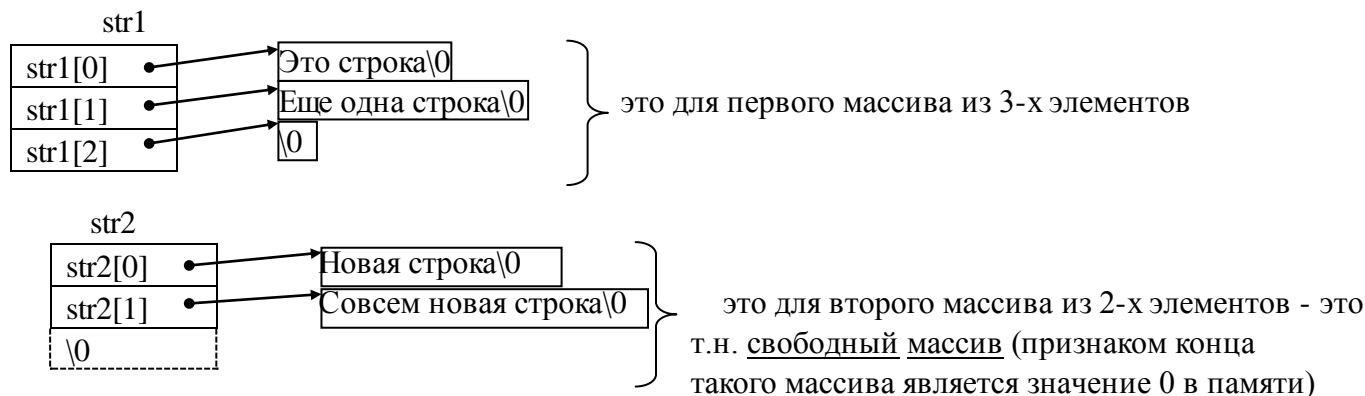 str1
str1[0] Это строка\0
str1[1] Еще одна строка\0 это для первого массива из 3-х элементов
str1[2] \0
str2
str2[0] Новая строка\0
str2[1] Совсем новая строка\0 это для второго массива из 2-х элементов - это
\0 т.н. свободный массив (признаком конца
такого массива является значение 0 в памяти)